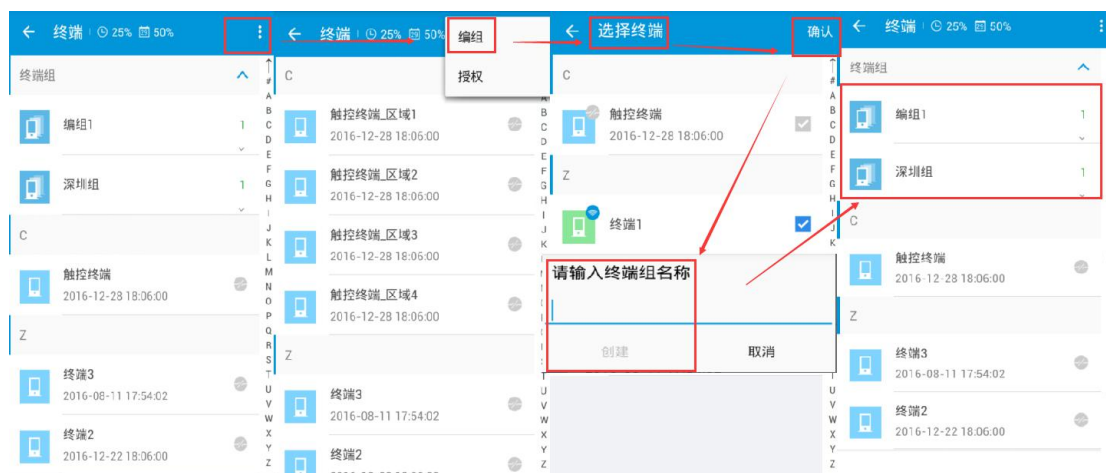 终端 25% 50%
终端组
编组1 1
深圳组 1
C
触控终端
2016-12-28 18:06:00
Z
终端3
2016-08-11 17:54:02
终端2
2016-12-22 18:06:00
#
A
B
C
D
E
F
G
H
I
J
K
L
M
N
O
P
Q
R
S
T
U
V
W
X
Y
Z
终端 25% 50%
编组
授权
C
触控终端_区域1
2016-12-28 18:06:00
触控终端_区域2
2016-12-28 18:06:00
触控终端_区域3
2016-12-28 18:06:00
触控终端_区域4
2016-12-28 18:06:00
Z
终端3
2016-08-11 17:54:02
终端2
A
B
C
D
E
F
G
H
I
J
K
T
U
V
W
X
Y
Z
选择终端 确认
C
触控终端
2016-12-28 18:06:00
Z
终端1
请输入终端组名称
创建 取消
#
A
B
C
D
E
F
G
H
I
J
K
T
U
V
W
X
Y
Z
终端 25% 50%
终端组
编组1 1
深圳组 1
C
触控终端
2016-12-28 18:06:00
Z
终端3
2016-08-11 17:54:02
终端2
2016-12-22 18:06:00